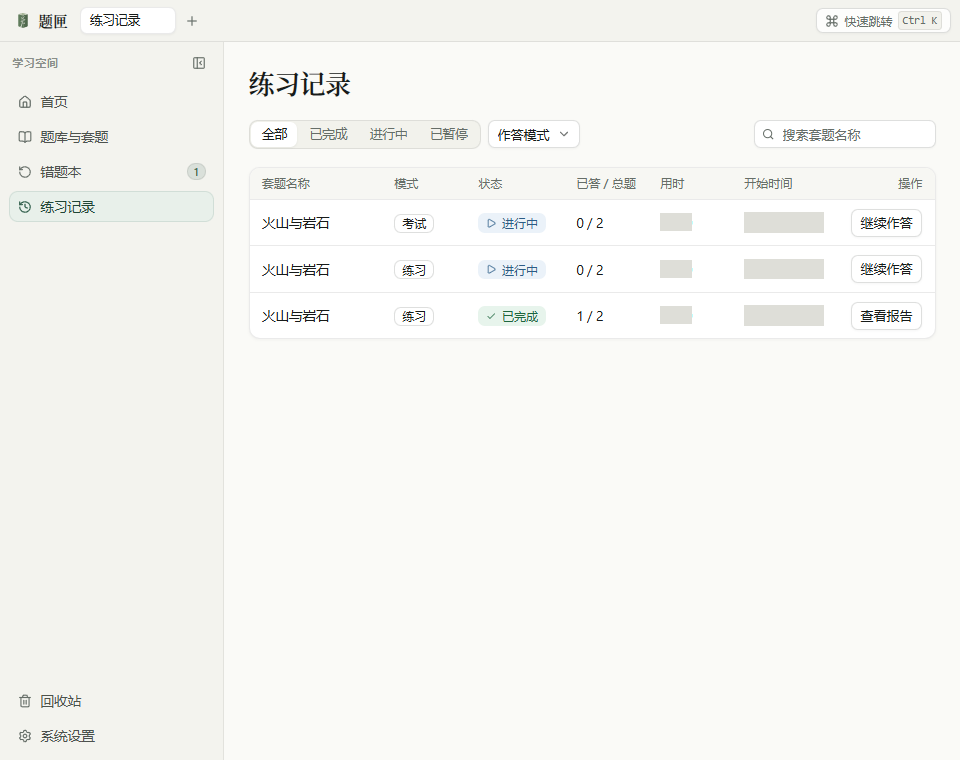 题匣 练习记录 快速跳转 Ctrl K
学习空间
首页
题库与套题
错题本 1
练习记录
回收站
系统设置
练习记录
全部 已完成 进行中 已暂停 作答模式 搜索套题名称
套题名称 模式 状态 已答 / 总题 用时 开始时间 操作
火山与岩石 考试 进行中 0 / 2 继续作答
火山与岩石 练习 进行中 0 / 2 继续作答
火山与岩石 练习 已完成 1 / 2 查看报告